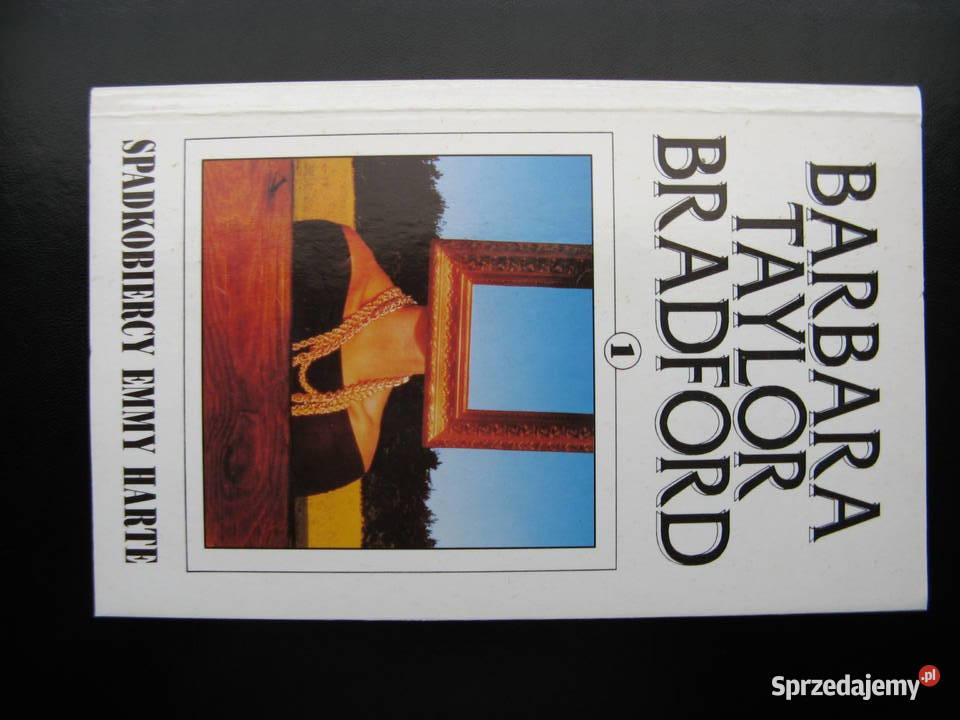 BARBARA
TAYLOR
BRADFORD
1
SPADKOBIERCY EMMY HARTE
Sprzedajemy.pl